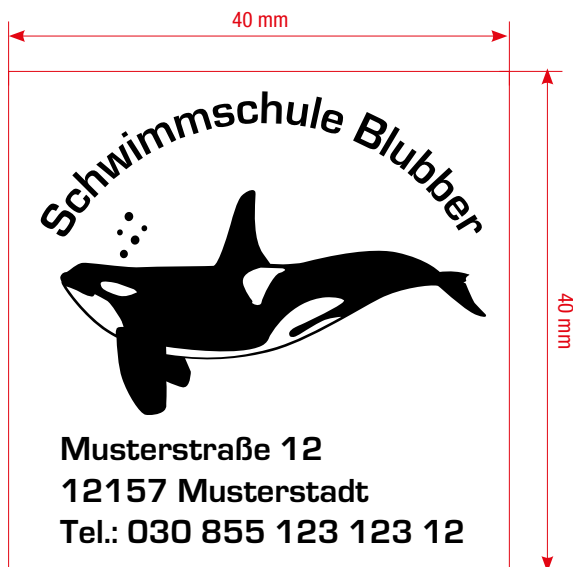 40 mm
Schwimmschule Blubber
40 mm
Musterstraße 12
12157 Musterstadt
Tel.: 030 855 123 123 12